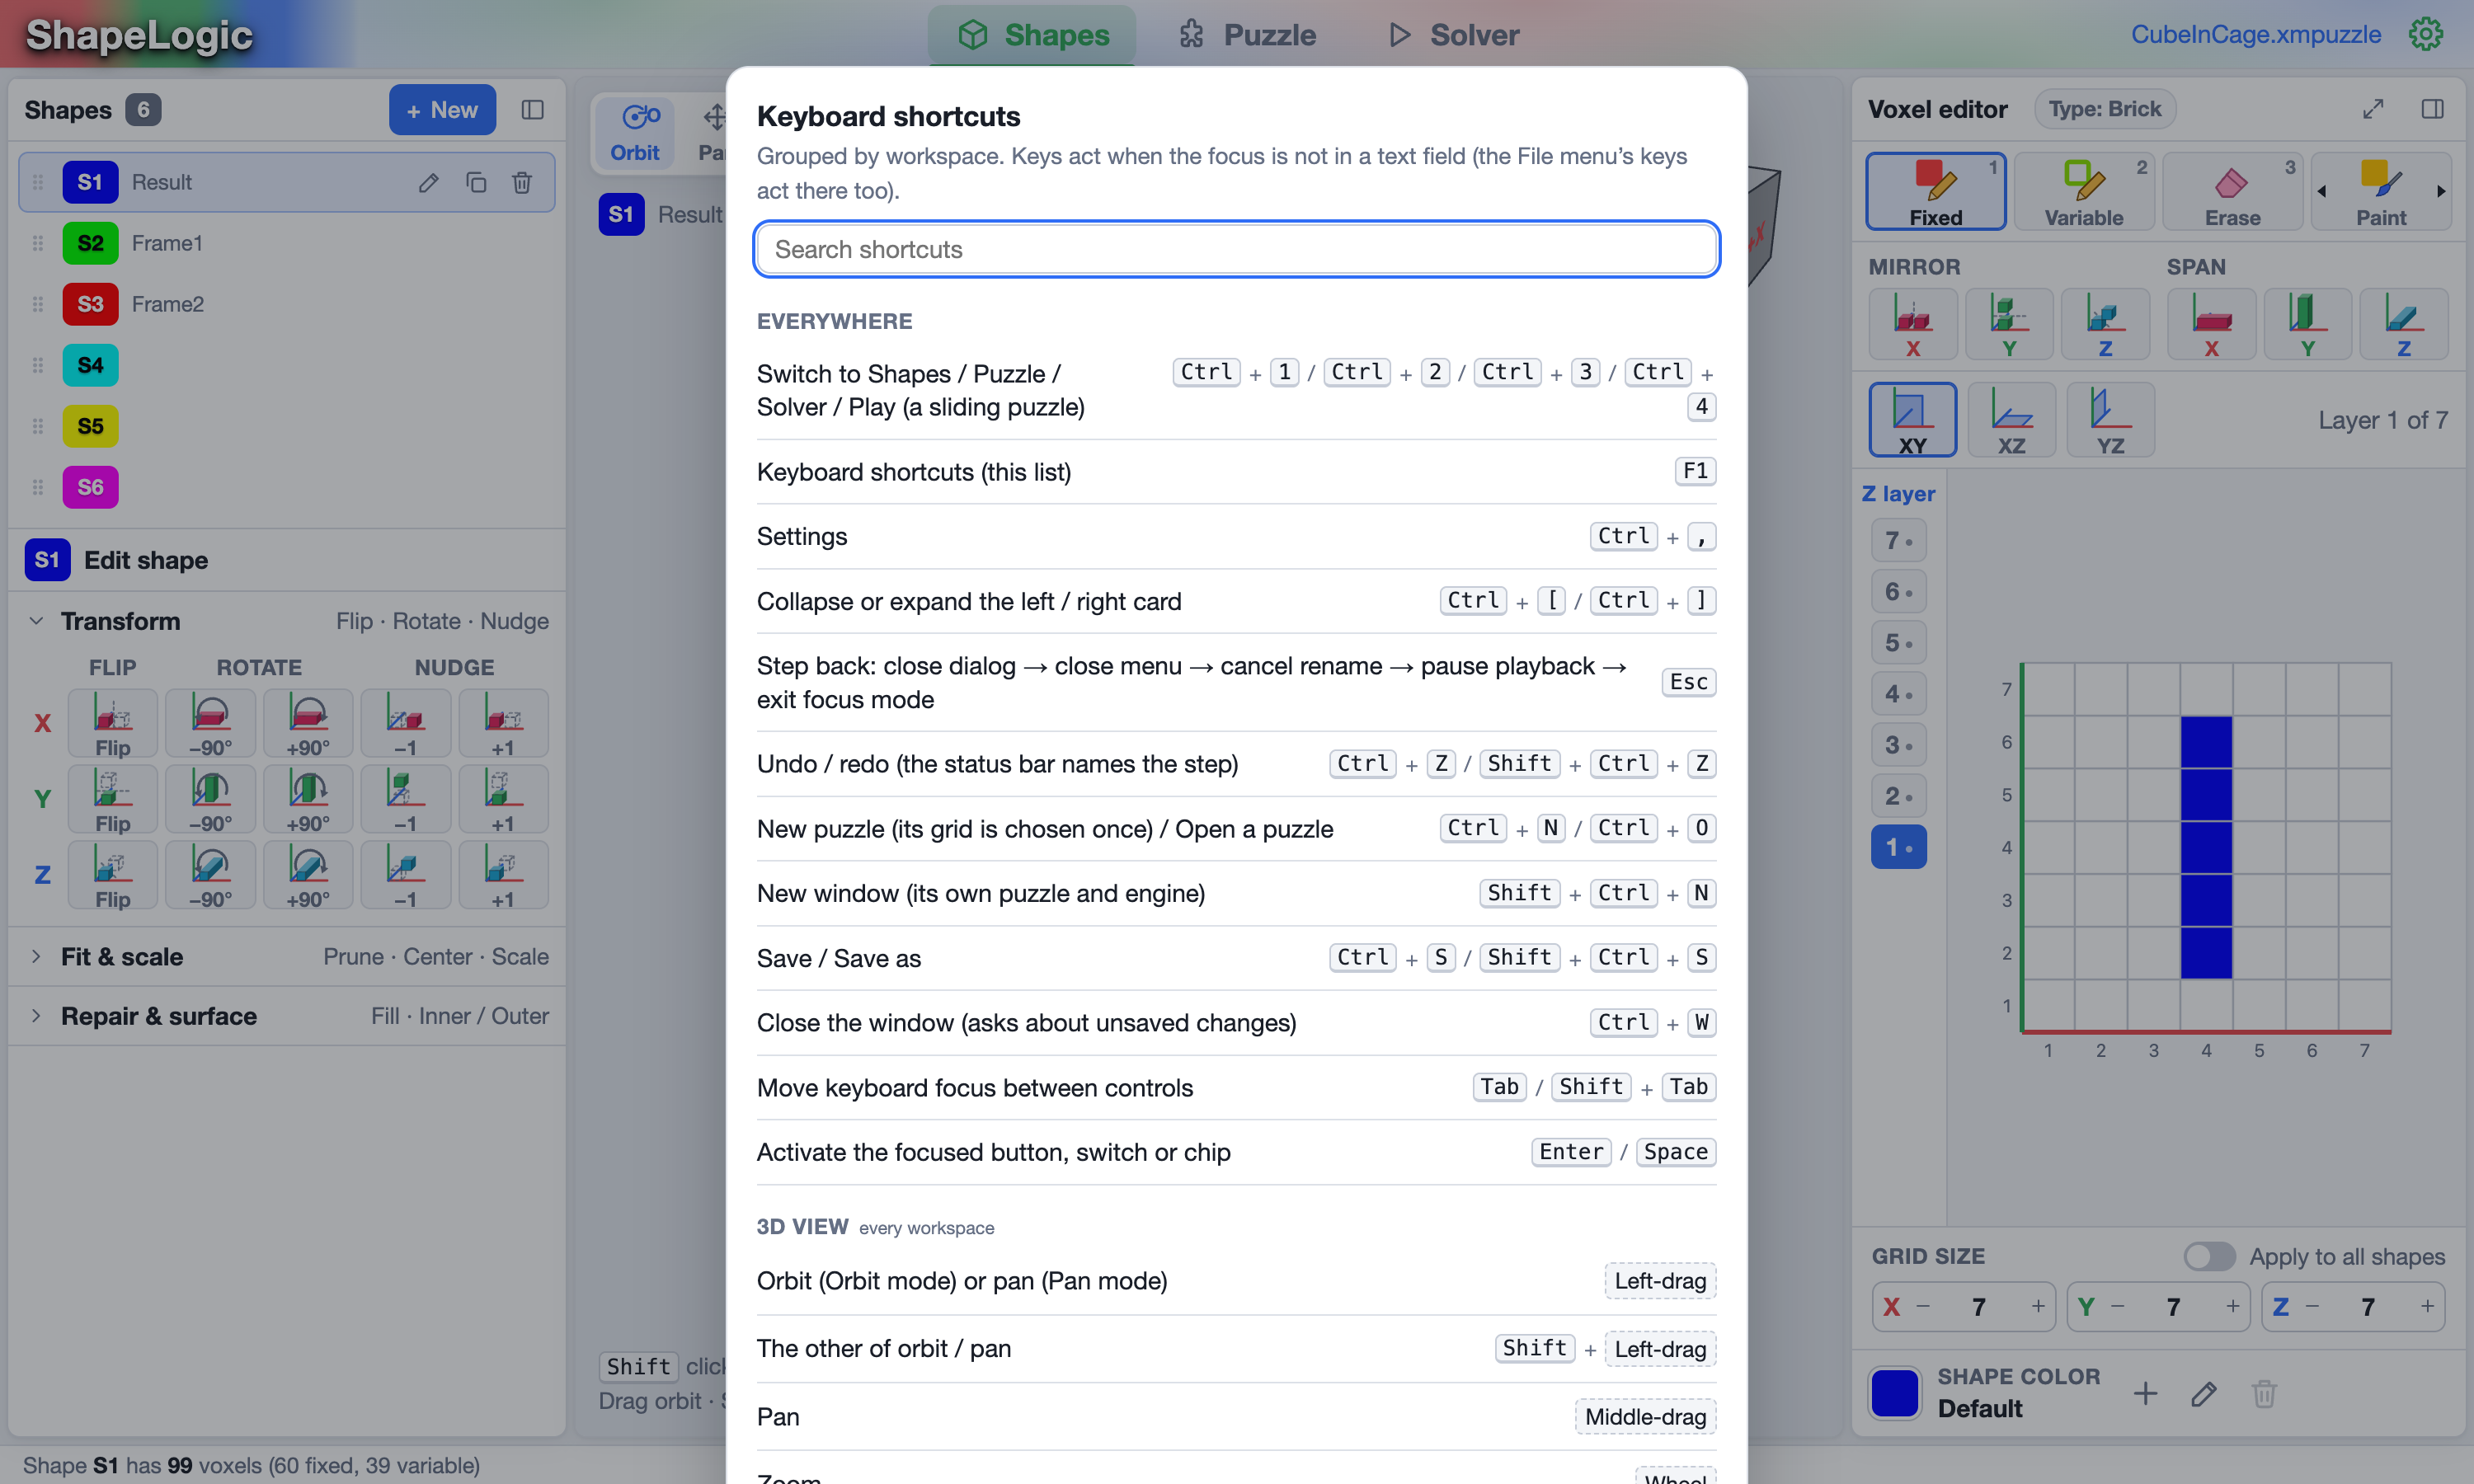 ShapeLogic
Shapes
Puzzle
Solver
CubeInCage.xmpuzzle
Shapes 6
+ New
S1 Result
S2 Frame1
S3 Frame2
S4
S5
S6
S1 Edit shape
Transform
Flip · Rotate · Nudge
FLIP ROTATE NUDGE
X Flip −90° +90° −1 +1
Y Flip −90° +90° −1 +1
Z Flip −90° +90° −1 +1
Fit & scale
Prune · Center · Scale
Repair & surface
Fill · Inner / Outer
Shape S1 has 99 voxels (60 fixed, 39 variable)
Orbit
S1 Result
Shift
Drag orbit ·
Keyboard shortcuts
Grouped by workspace. Keys act when the focus is not in a text field (the File menu’s keys
act there too).
Search shortcuts
EVERYWHERE
Switch to Shapes / Puzzle /
Solver / Play (a sliding puzzle)
Ctrl + 1 / Ctrl + 2 / Ctrl + 3 / Ctrl +
4
Keyboard shortcuts (this list) F1
Settings Ctrl + ,
Collapse or expand the left / right card Ctrl + [ / Ctrl + ]
Step back: close dialog → close menu → cancel rename → pause playback →
exit focus mode
Esc
Undo / redo (the status bar names the step) Ctrl + Z / Shift + Ctrl + Z
New puzzle (its grid is chosen once) / Open a puzzle Ctrl + N / Ctrl + O
New window (its own puzzle and engine) Shift + Ctrl + N
Save / Save as Ctrl + S / Shift + Ctrl + S
Close the window (asks about unsaved changes) Ctrl + W
Move keyboard focus between controls Tab / Shift + Tab
Activate the focused button, switch or chip Enter / Space
3D VIEW every workspace
Orbit (Orbit mode) or pan (Pan mode) Left-drag
The other of orbit / pan Shift + Left-drag
Pan Middle-drag
Zoom Wheel
+X
Voxel editor
Type: Brick
Fixed 1
Variable 2
Erase 3
Paint
MIRROR SPAN
X Y Z X Y Z
XY XZ YZ
Layer 1 of 7
Z layer
7
6
5
4
3
2
1
7
6
5
4
3
2
1
1 2 3 4 5 6 7
GRID SIZE
Apply to all shapes
X − 7 + Y − 7 + Z − 7 +
SHAPE COLOR
Default